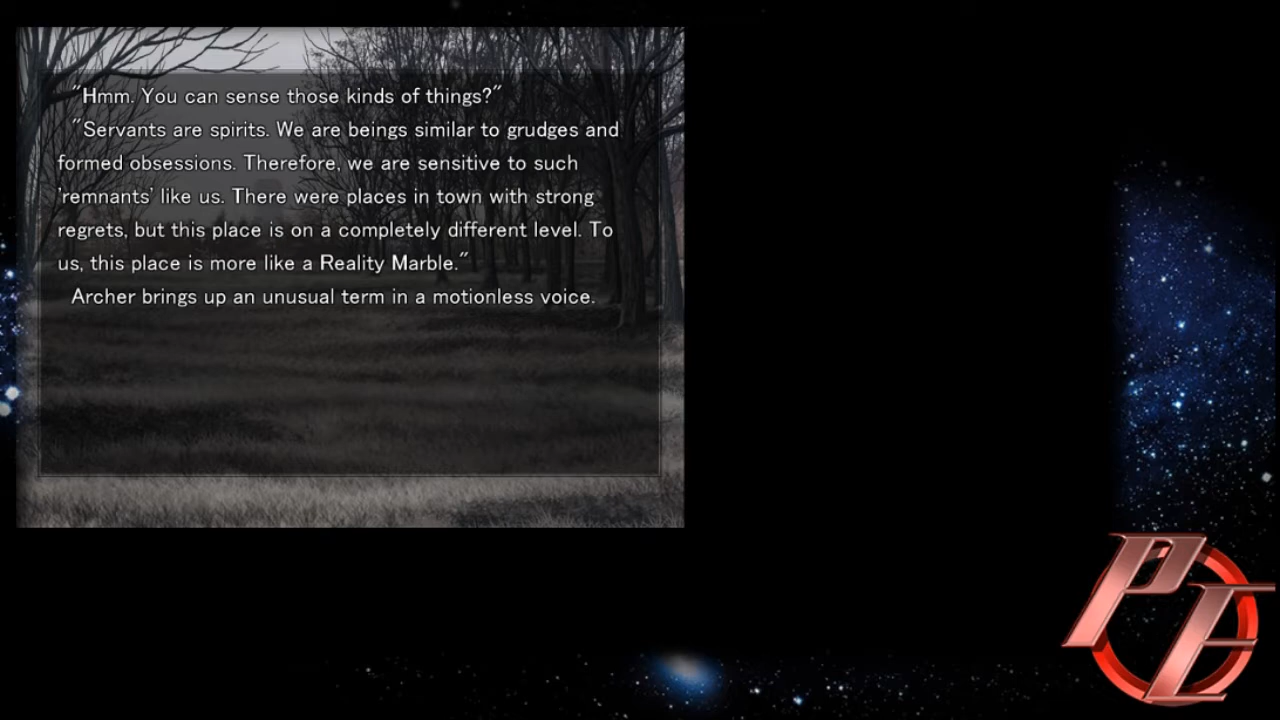 "Hmm. You can sense those kinds of things?"
"Servants are spirits. We are beings similar to grudges and
formed obsessions. Therefore, we are sensitive to such
'remnants' like us. There were places in town with strong
regrets, but this place is on a completely different level. To
us, this place is more like a Reality Marble."
Archer brings up an unusual term in a motionless voice.
PE